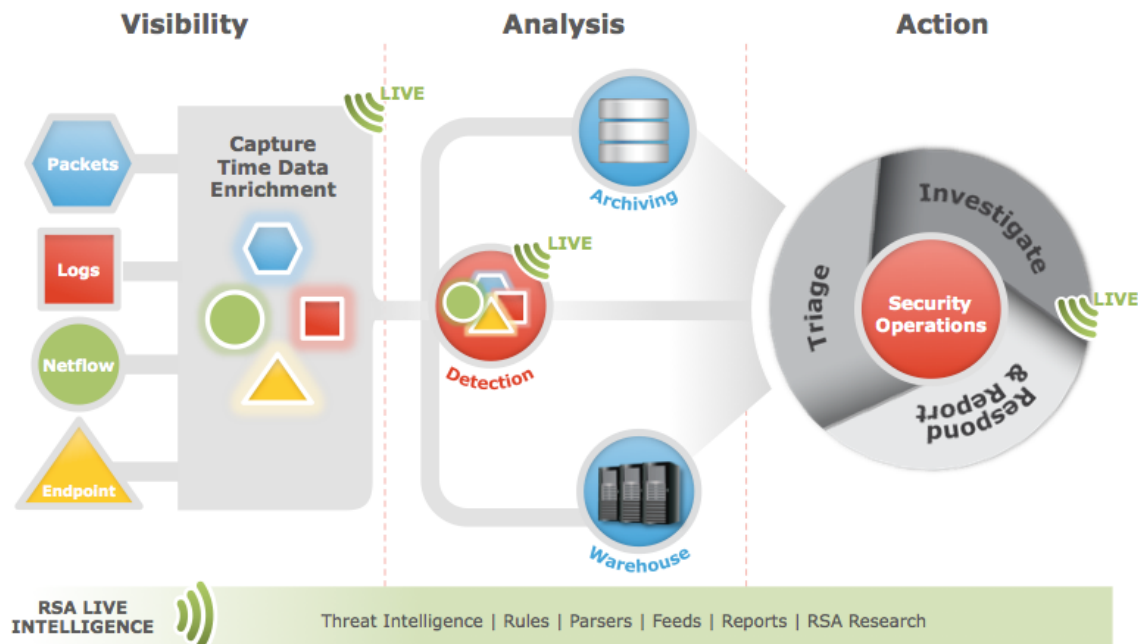 Visibility
Analysis
Action
LIVE
Packets
Logs
Netflow
Endpoint
Capture
Time Data
Enrichment
Archiving
LIVE
Detection
Warehouse
Triage
Investigate
LIVE
Security
Operations
Respond
& Report
RSA LIVE
INTELLIGENCE
Threat Intelligence | Rules | Parsers | Feeds | Reports | RSA Research